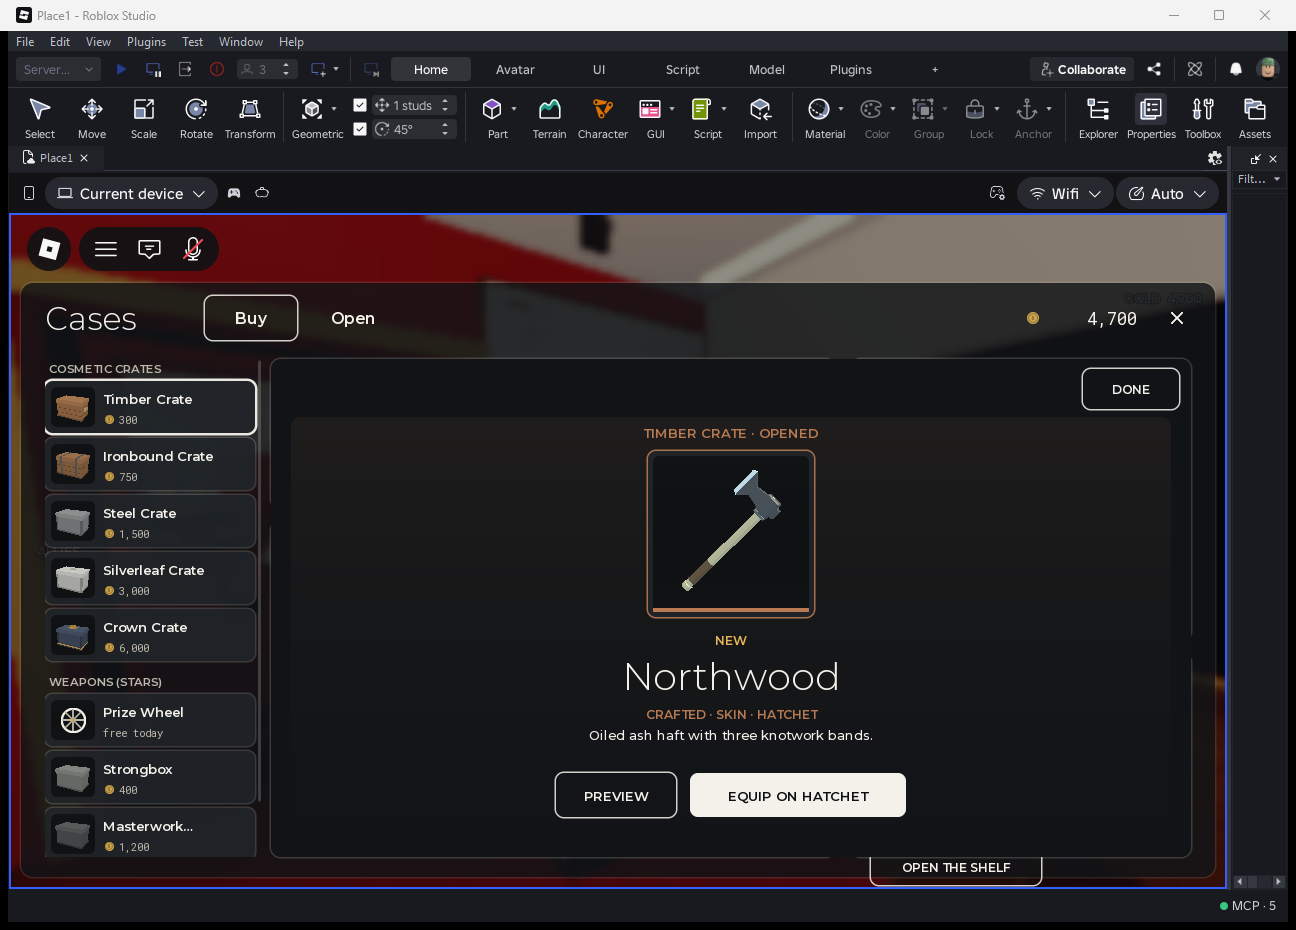 Place1 - Roblox Studio
File Edit View Plugins Test Window Help
Server... 3 Home Avatar UI Script Model Plugins + Collaborate
1 studs
45°
Select Move Scale Rotate Transform Geometric Part Terrain Character GUI Script Import Material Color Group Lock Anchor Explorer Properties Toolbox Assets
Place1
Filt...
Current device Wifi Auto
GOLD 4700
Cases Buy Open 4,700
COSMETIC CRATES
Timber Crate
300
Ironbound Crate
750
Steel Crate
1,500
Silverleaf Crate
3,000
Crown Crate
6,000
WEAPONS (STARS)
Prize Wheel
free today
Strongbox
400
Masterwork...
1,200
DONE
TIMBER CRATE · OPENED
NEW
Northwood
CRAFTED · SKIN · HATCHET
Oiled ash haft with three knotwork bands.
PREVIEW EQUIP ON HATCHET
OPEN THE SHELF
MCP · 5